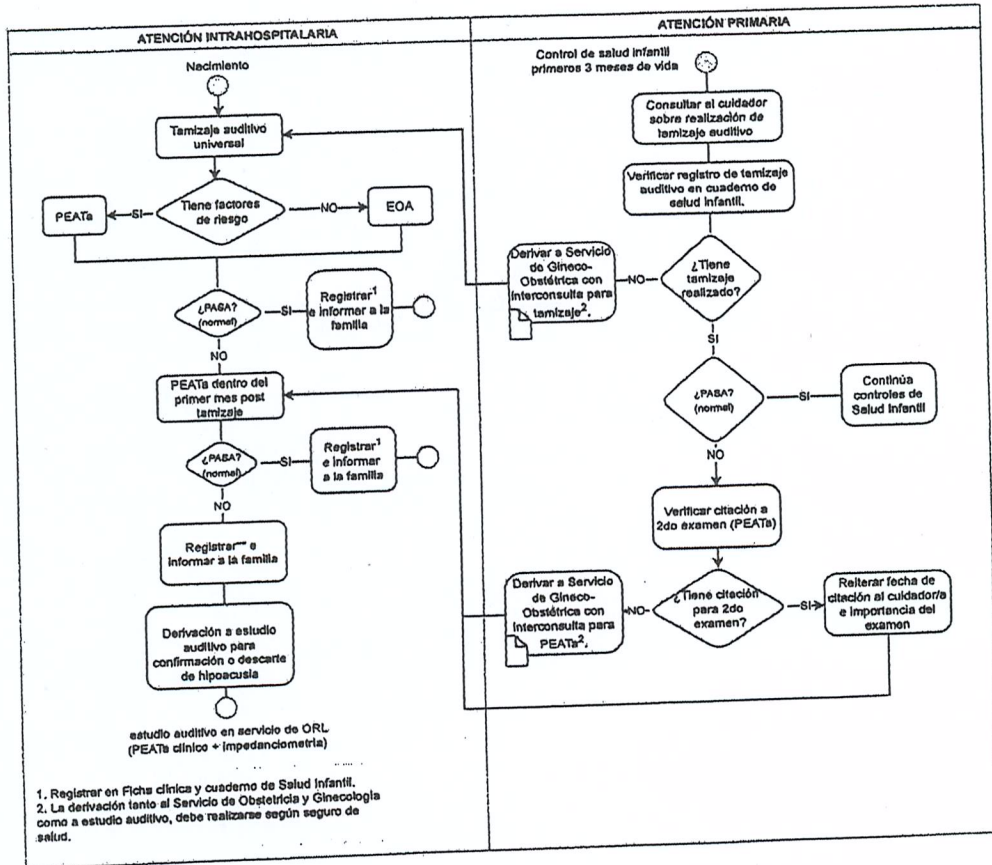 ATENCIÓN INTRAHOSPITALARIA
Nacimiento
Tamizaje auditivo
universal
Tiene factores
de riesgo
SI
PEATa
NO
EOA
¿PASA?
(normal)
SI
Registrar1
e informar a la
familia
NO
PEATa dentro del
primer mes post
tamizaje
¿PASA?
(normal)
SI
Registrar1
e informar
a la familia
NO
Registrar*** e
informar a la familia
Derivación a estudio
auditivo para
confirmación o descarte
de hipoacusia
estudio auditivo en servicio de ORL
(PEATa clínico + impedanciometría)
1. Registrar en Ficha clínica y cuaderno de Salud Infantil.
2. La derivación tanto al Servicio de Obstetricia y Ginecología
como a estudio auditivo, debe realizarse según seguro de
salud.
ATENCIÓN PRIMARIA
Control de salud infantil
primeros 3 meses de vida
Consultar al cuidador
sobre realización de
tamizaje auditivo
Verificar registro de tamizaje
auditivo en cuaderno de
salud infantil.
¿Tiene
tamizaje
realizado?
NO
Derivar a Servicio
de Gineco-
Obstétrica con
interconsulta para
tamizaje2.
SI
¿PASA?
(normal)
SI
Continúa
controles de
Salud Infantil
NO
Verificar citación a
2do examen (PEATa)
¿Tiene citación
para 2do
examen?
NO
Derivar a Servicio
de Gineco-
Obstétrica con
interconsulta para
PEATa2.
SI
Reiterar fecha de
citación al cuidador/a
e importancia del
examen